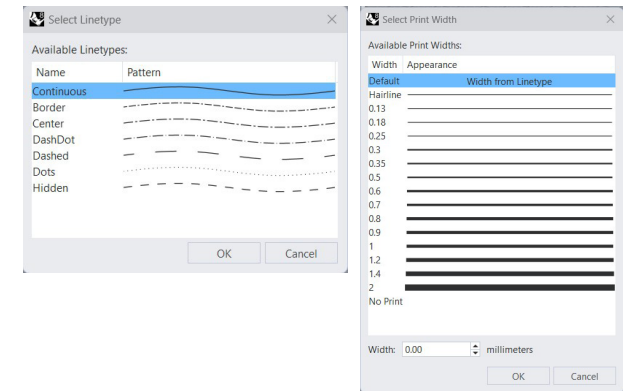 Select Linetype
Available Linetypes:
Name Pattern
Continuous
Border
Center
DashDot
Dashed
Dots
Hidden
OK Cancel
Select Print Width
Available Print Widths:
Width Appearance
Default Width from Linetype
Hairline
0.13
0.18
0.25
0.3
0.35
0.5
0.6
0.7
0.8
0.9
1
1.2
1.4
2
No Print
Width: 0.00 millimeters
OK Cancel